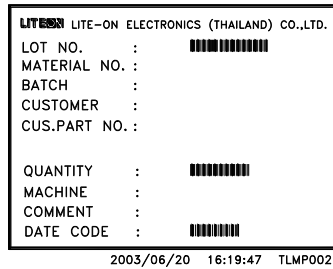 LITEON LITE-ON ELECTRONICS (THAILAND) CO.,LTD.
LOT NO. :
MATERIAL NO. :
BATCH :
CUSTOMER :
CUS.PART NO. :
QUANTITY :
MACHINE :
COMMENT :
DATE CODE :
2003/06/20 16:19:47 TLMP002